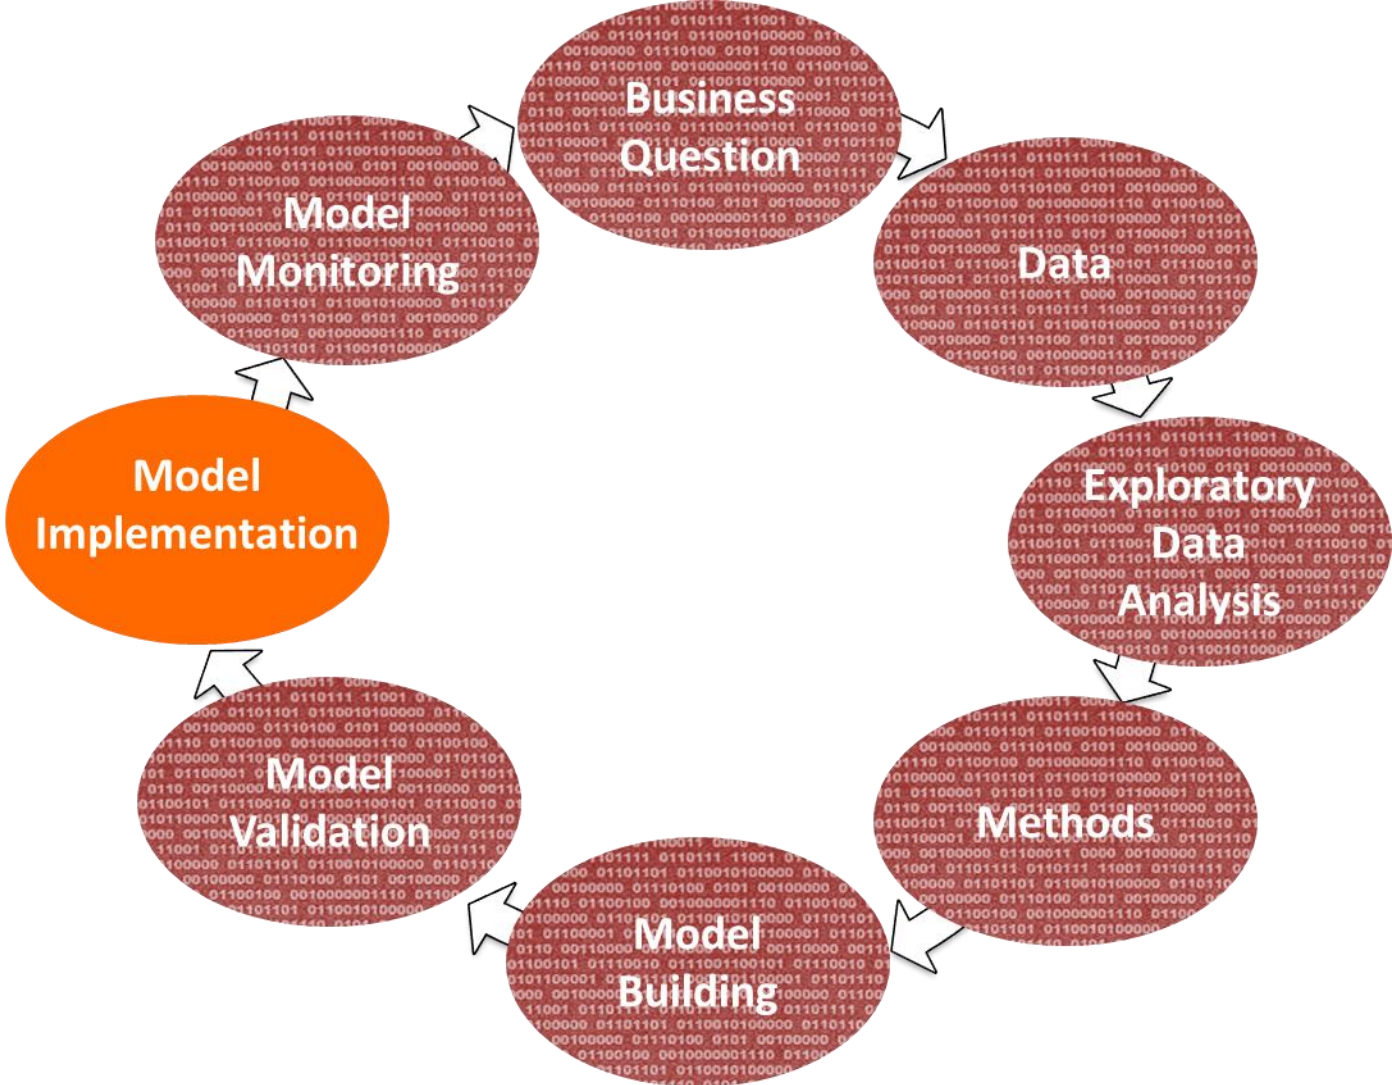 Business
Question
Data
Exploratory
Data
Analysis
Methods
Model
Building
Model
Validation
Model
Implementation
Model
Monitoring